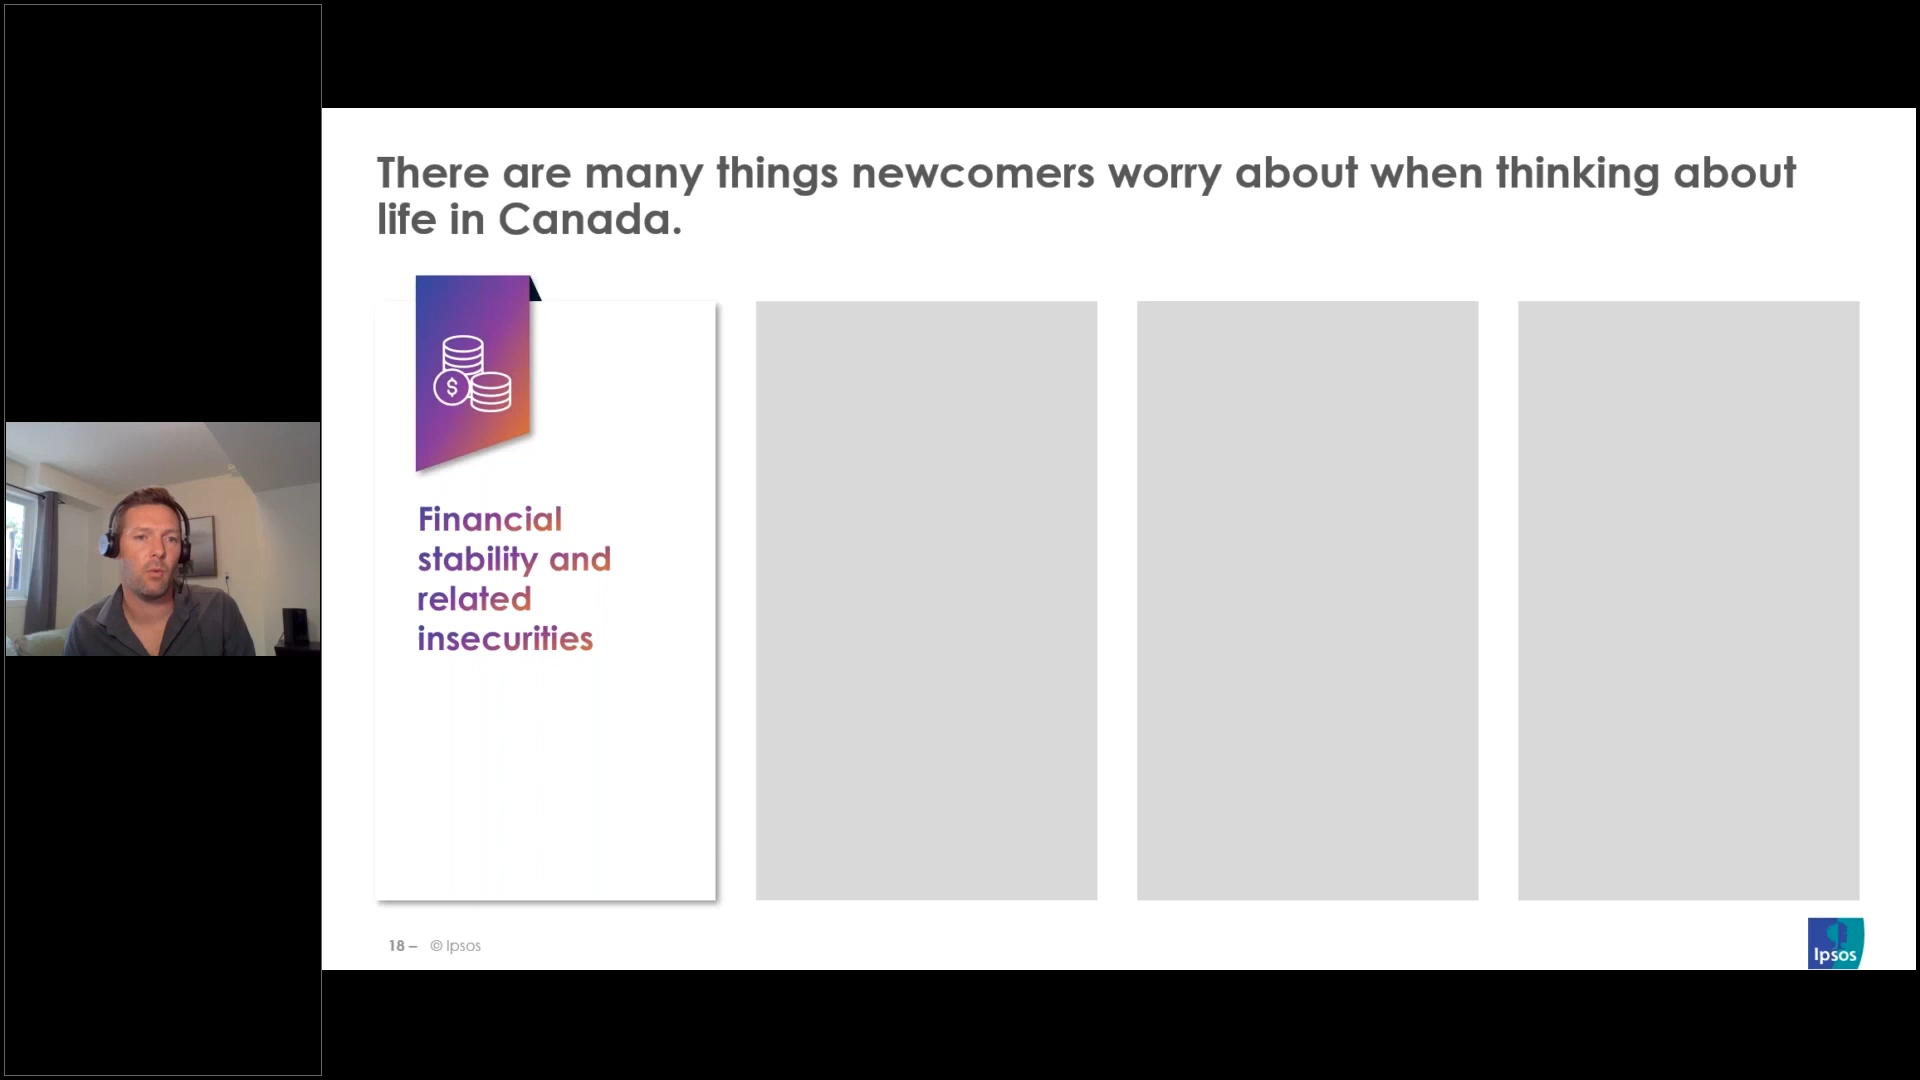 There are many things newcomers worry about when thinking about
life in Canada.
$
Financial
stability and
related
insecurities
18 – © Ipsos
Ipsos